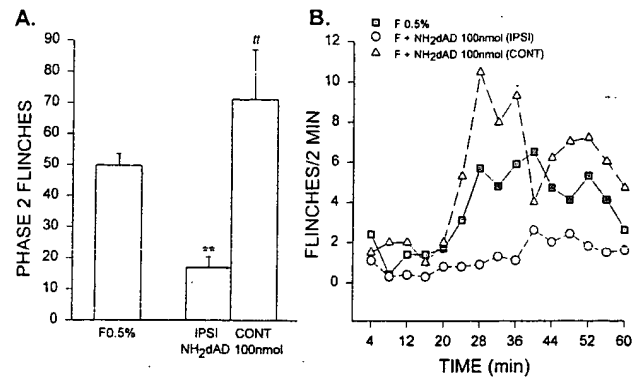 A.
PHASE 2 FLINCHES
90
80
70
60
50
40
30
20
10
0
**
tt
F0.5%
IPSI CONT
NH2dAD 100nmol
B.
F 0.5%
F + NH2dAD 100nmol (IPSI)
F + NH2dAD 100nmol (CONT)
FLINCHES/2 MIN
12
10
8
6
4
2
0
4 12 20 28 36 44 52 60
TIME (min)